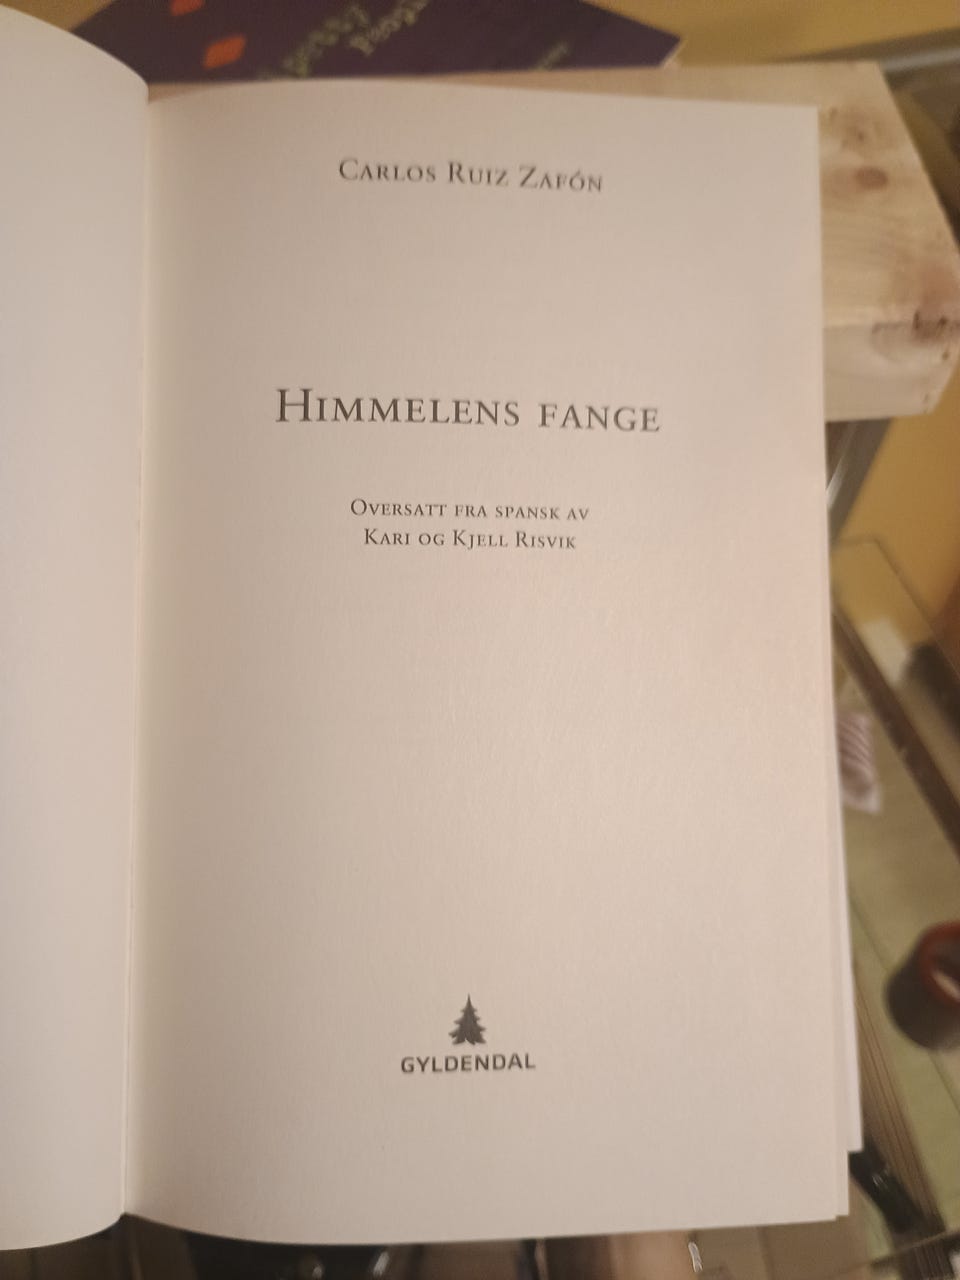 Carlos Ruiz Zafón
Himmelens fange
Oversatt fra spansk av
Kari og Kjell Risvik
GYLDENDAL